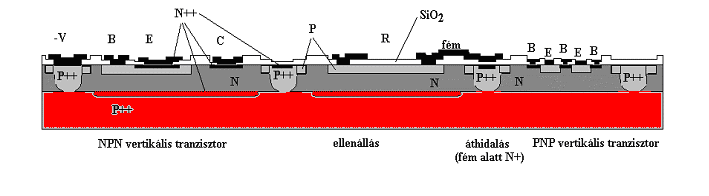 N++
SiO2
-V
B
E
C
P
R
fém
B
E
B
E
B
P++
N
P++
N
P++
N
P++
P++
NPN vertikális tranzisztor
ellenállás
áthidalás
(fém alatt N+)
PNP vertikális tranzisztor